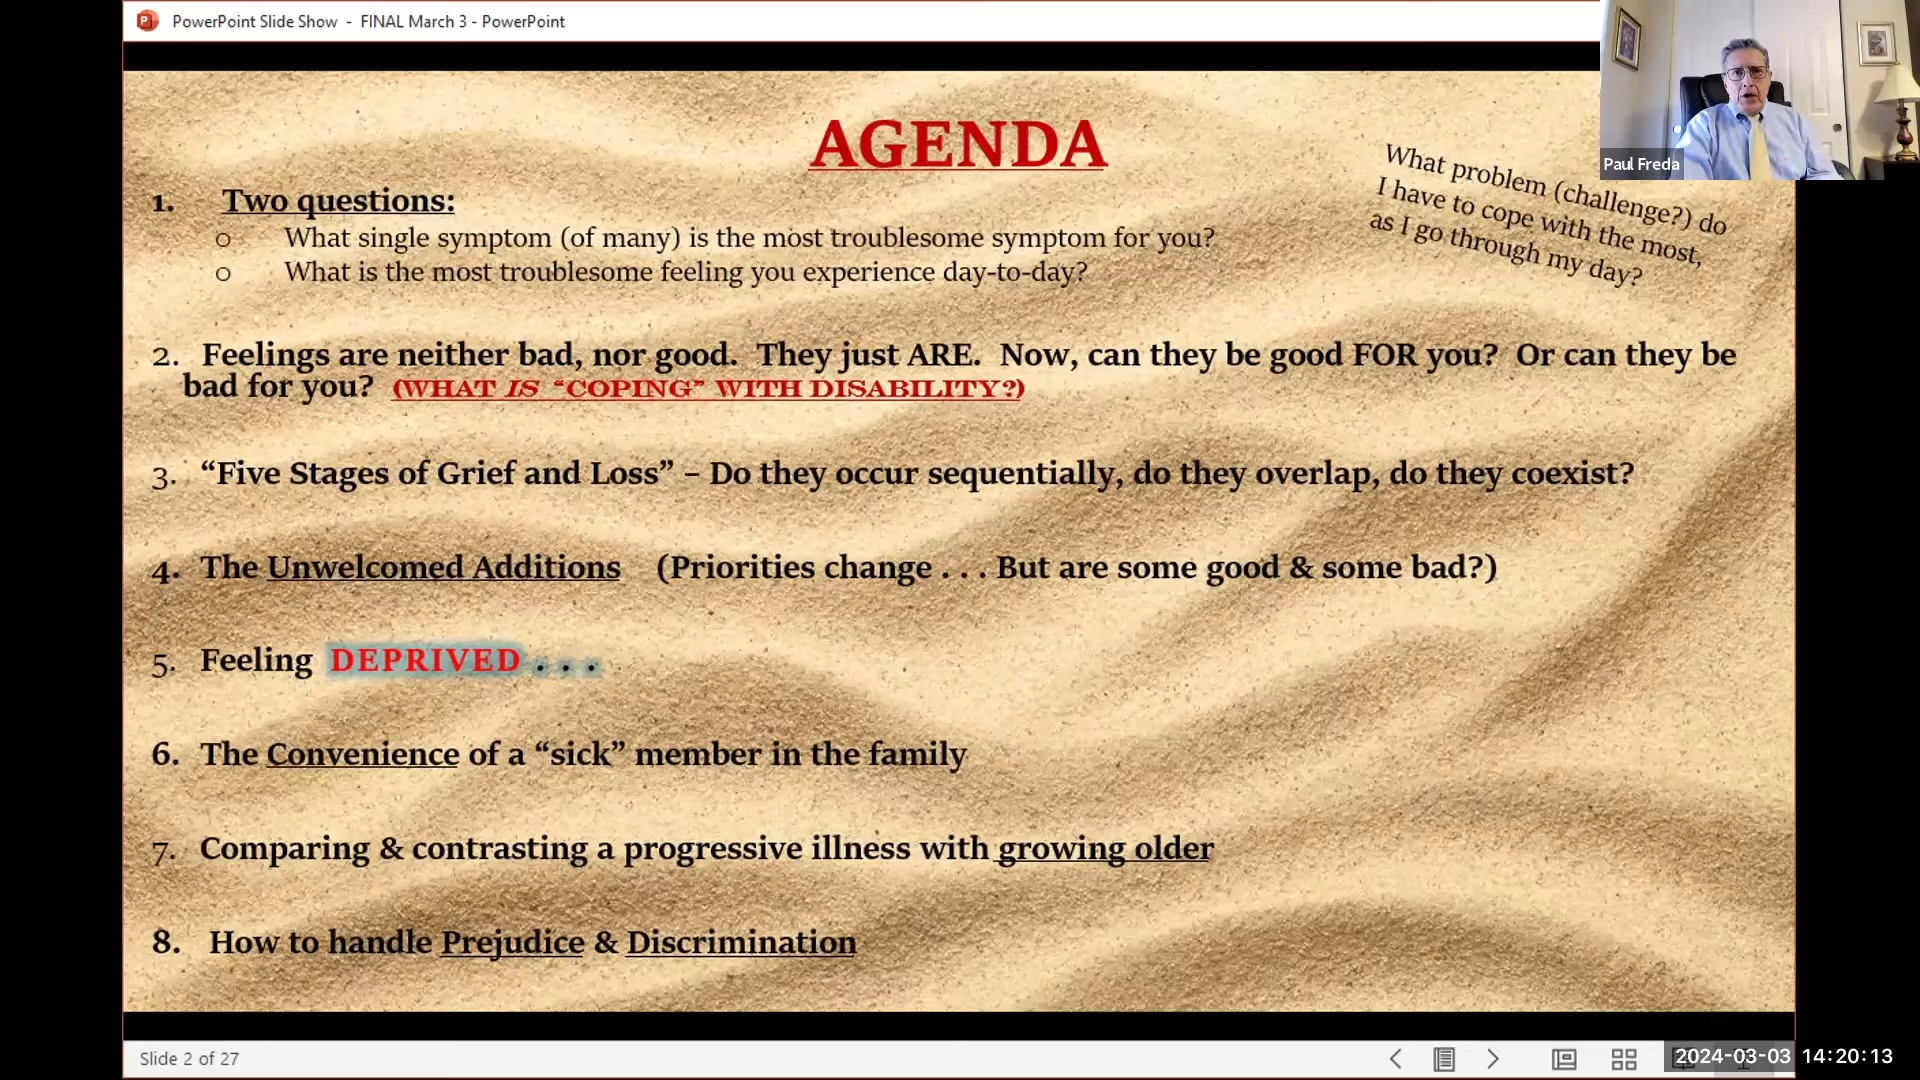 PowerPoint Slide Show - FINAL March 3 - PowerPoint
Paul Freda
AGENDA
What problem (challenge?) do
I have to cope with the most,
as I go through my day?
1. Two questions:
o What single symptom (of many) is the most troublesome symptom for you?
o What is the most troublesome feeling you experience day-to-day?
2. Feelings are neither bad, nor good. They just ARE. Now, can they be good FOR you? Or can they be
bad for you? (WHAT IS “COPING” WITH DISABILITY?)
3. “Five Stages of Grief and Loss” – Do they occur sequentially, do they overlap, do they coexist?
4. The Unwelcomed Additions (Priorities change . . . But are some good & some bad?)
5. Feeling DEPRIVED . . .
6. The Convenience of a “sick” member in the family
7. Comparing & contrasting a progressive illness with growing older
8. How to handle Prejudice & Discrimination
Slide 2 of 27
2024-03-03 14:20:13